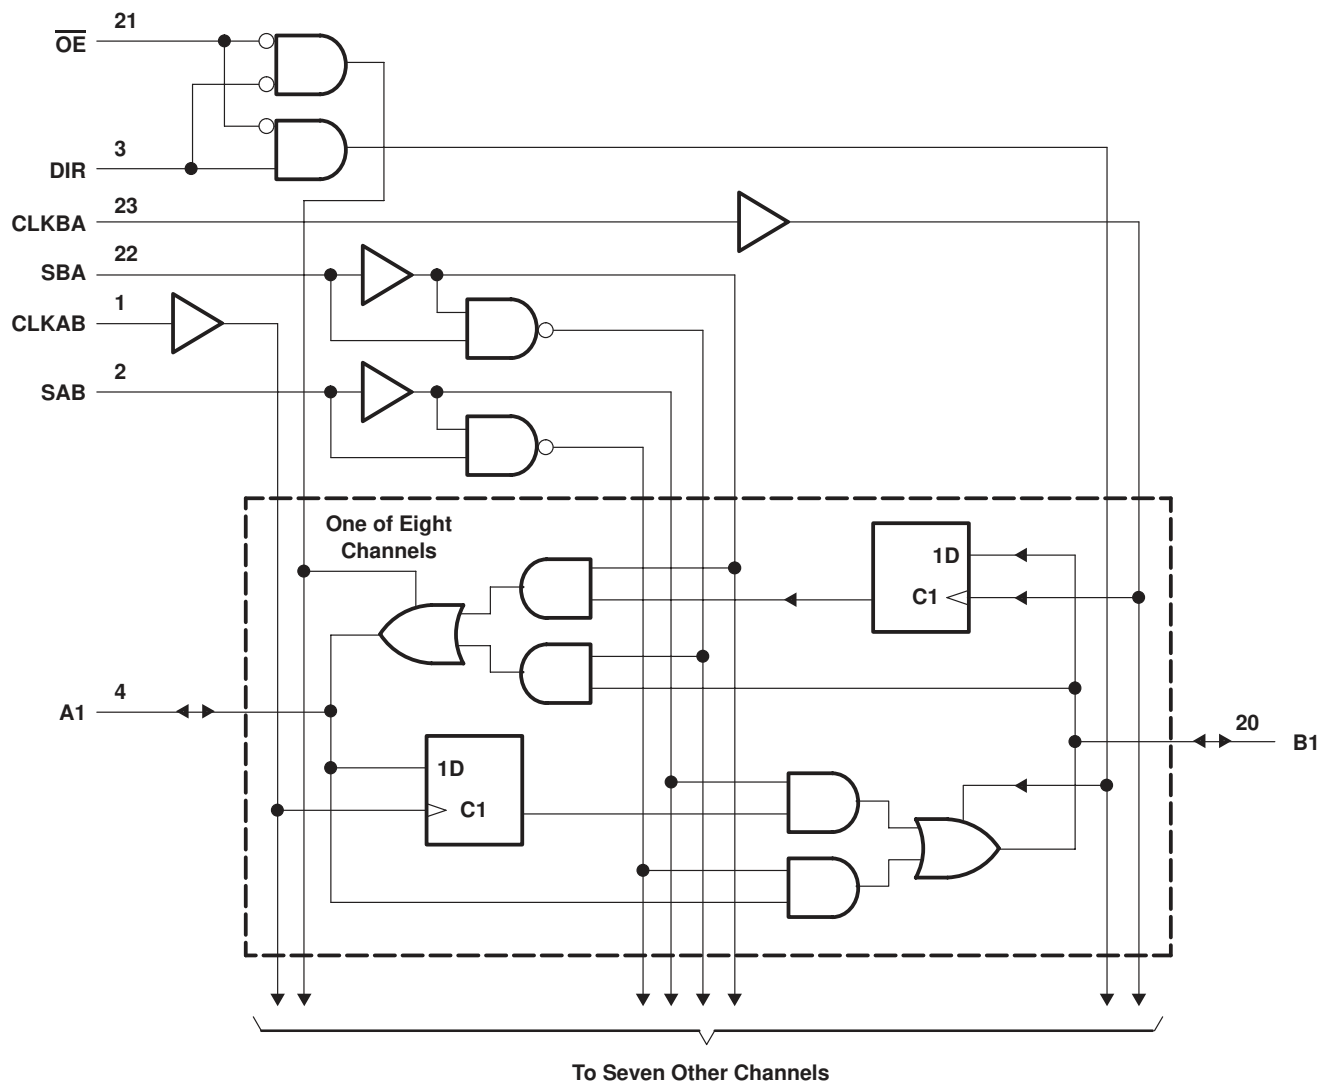 21
OE
3
DIR
23
CLKBA
22
SBA
1
CLKAB
2
SAB
One of Eight
Channels
1D
C1
4
A1
20
B1
1D
C1
To Seven Other Channels